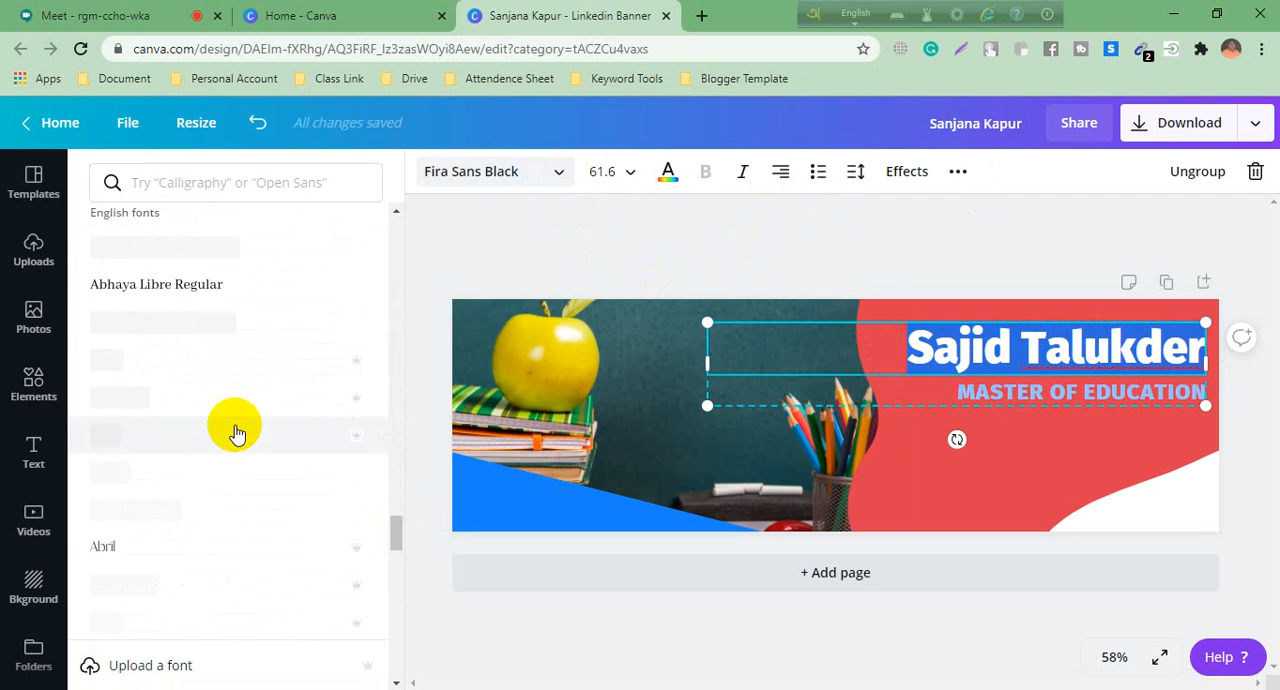 Meet - rgm-ccho-wka
Home - Canva
Sanjana Kapur - Linkedin Banner
English
canva.com/design/DAEIm-fXRhg/AQ3FiRF_lz3zasWOyi8Aew/edit?category=tACZCu4vaxs
2
Apps
Document
Personal Account
Class Link
Drive
Attendence Sheet
Keyword Tools
Blogger Template
Home
File
Resize
All changes saved
Sanjana Kapur
Share
Download
Templates
Uploads
Photos
Elements
Text
Videos
Bkground
Folders
Try “Calligraphy” or “Open Sans”
English fonts
Abhaya Libre Regular
Abril
Upload a font
Fira Sans Black
61.6
A
B
I
Effects
Ungroup
Sajid Talukder
MASTER OF EDUCATION
+ Add page
58%
Help ?